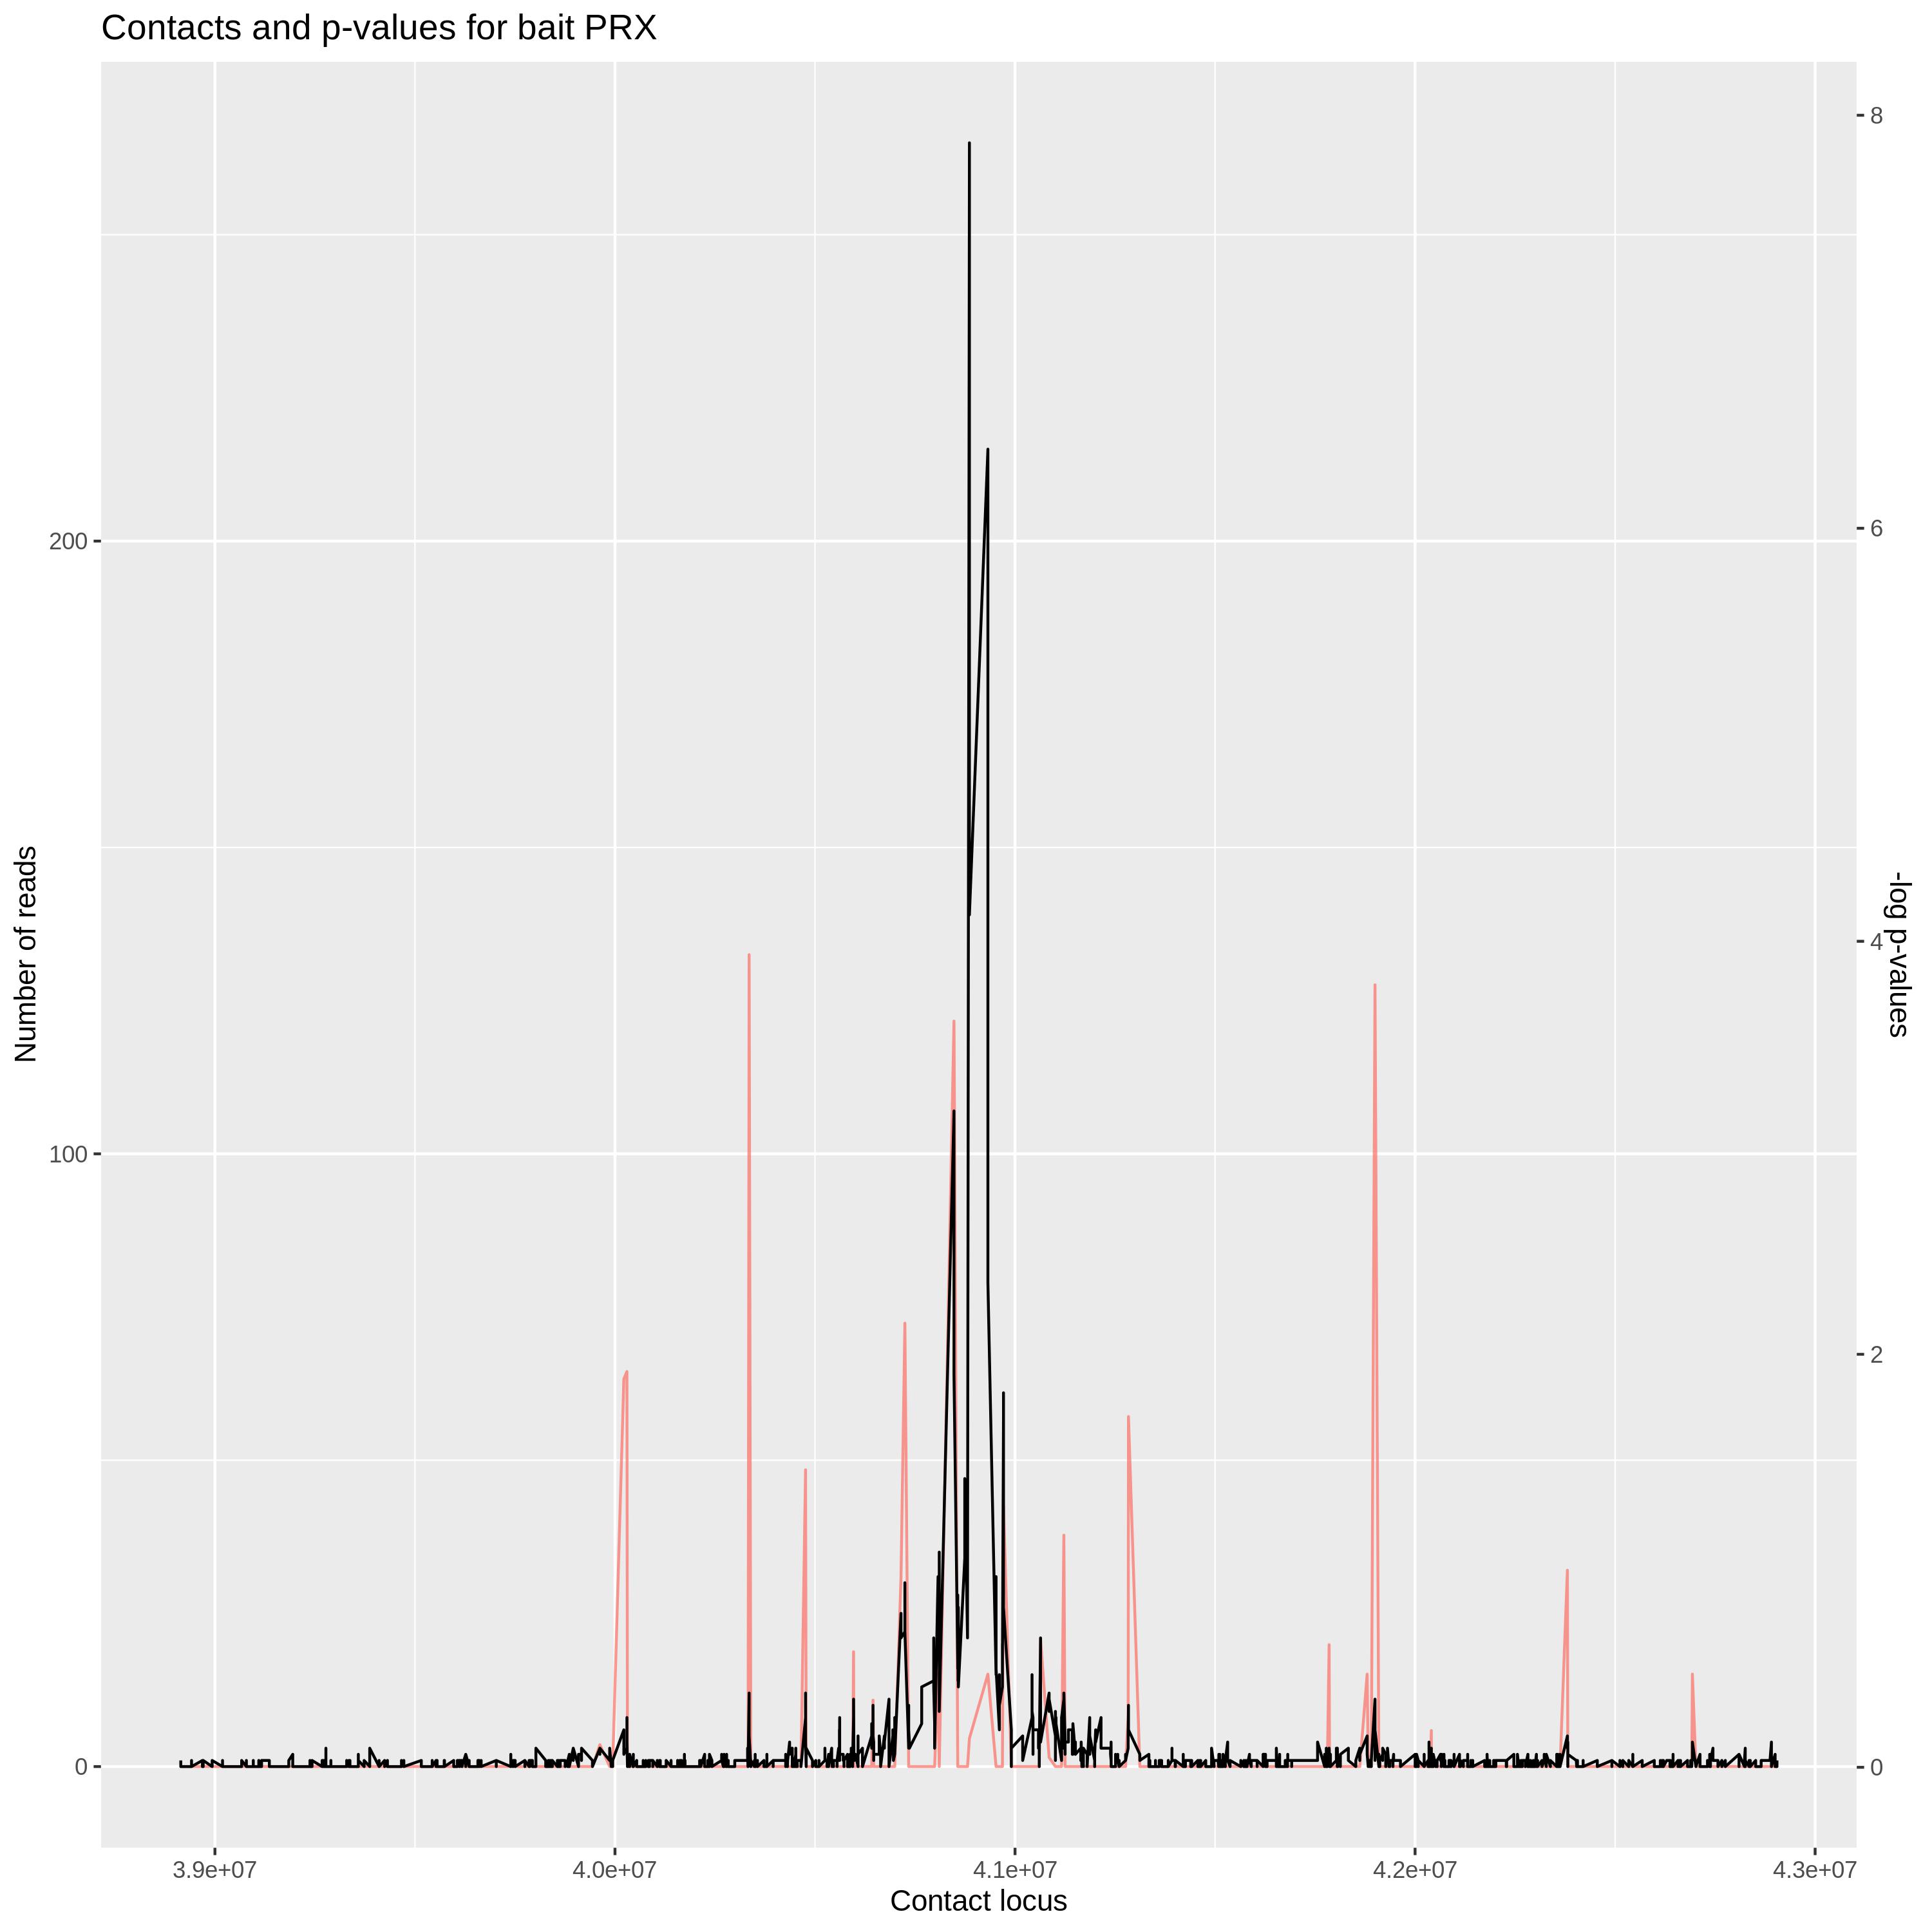 Contacts and p-values for bait PRX
Number of reads
200
100
0
8
6
4
2
0
-log p-values
3.9e+07 4.0e+07 4.1e+07 4.2e+07 4.3e+07
Contact locus